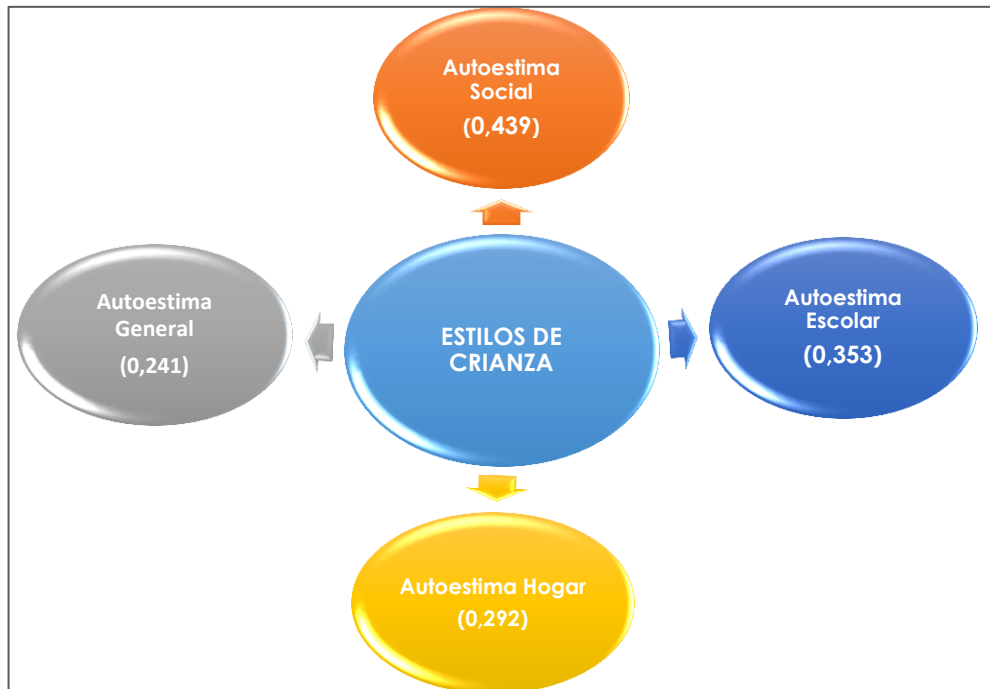 Autoestima
Social
(0,439)
Autoestima
General
(0,241)
ESTILOS DE
CRIANZA
Autoestima
Escolar
(0,353)
Autoestima Hogar
(0,292)